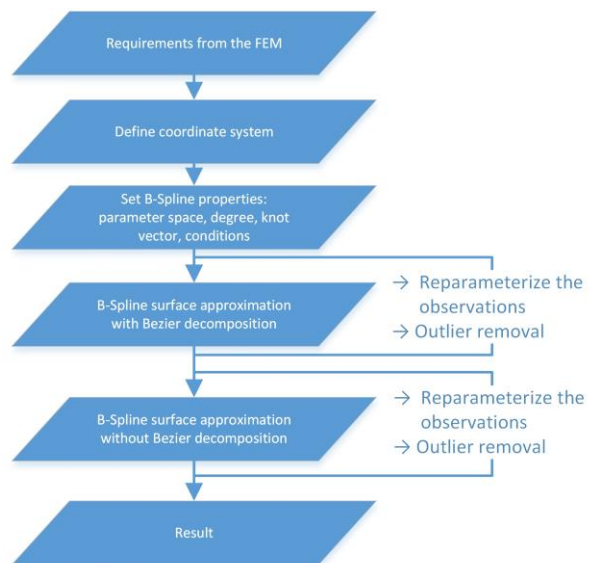 Requirements from the FEM
Define coordinate system
Set B-Spline properties:
parameter space, degree, knot
vector, conditions
→ Reparameterize the
observations
→ Outlier removal
B-Spline surface approximation
with Bezier decomposition
→ Reparameterize the
observations
→ Outlier removal
B-Spline surface approximation
without Bezier decomposition
Result